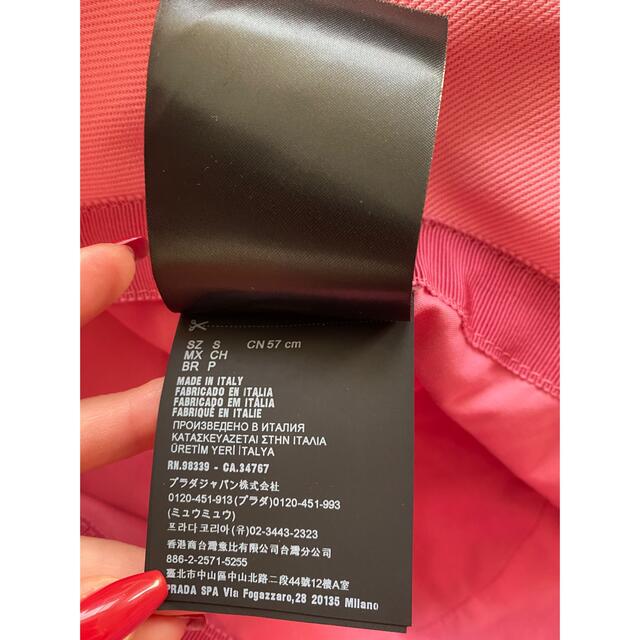 SZ S CN 57 cm
MX CH
BR P
MADE IN ITALY
FABRICADO EN ITALIA
FABRICADO EM ITÁLIA
FABRIQUÉ EN ITALIE
ПРОИЗВЕДЕНО В ИТАЛИЯ
ΚΑΤΑΣΚΕΥΑΖΕΤΑΙ ΣΤΗΝ ΙΤΑΛΙΑ
ÜRETİM YERİ İTALYA
RN.98339 - CA.34767
プラダジャパン株式会社
0120-451-913(プラダ)0120-451-993
(ミュウミュウ)
프라다코리아(유)02-3443-2323
香港商台灣意比有限公司台灣分公司
886-2-2571-5255
臺北市中山區中山北路二段44號12樓A室
PRADA SPA Via Fogazzaro,28 20135 Milano